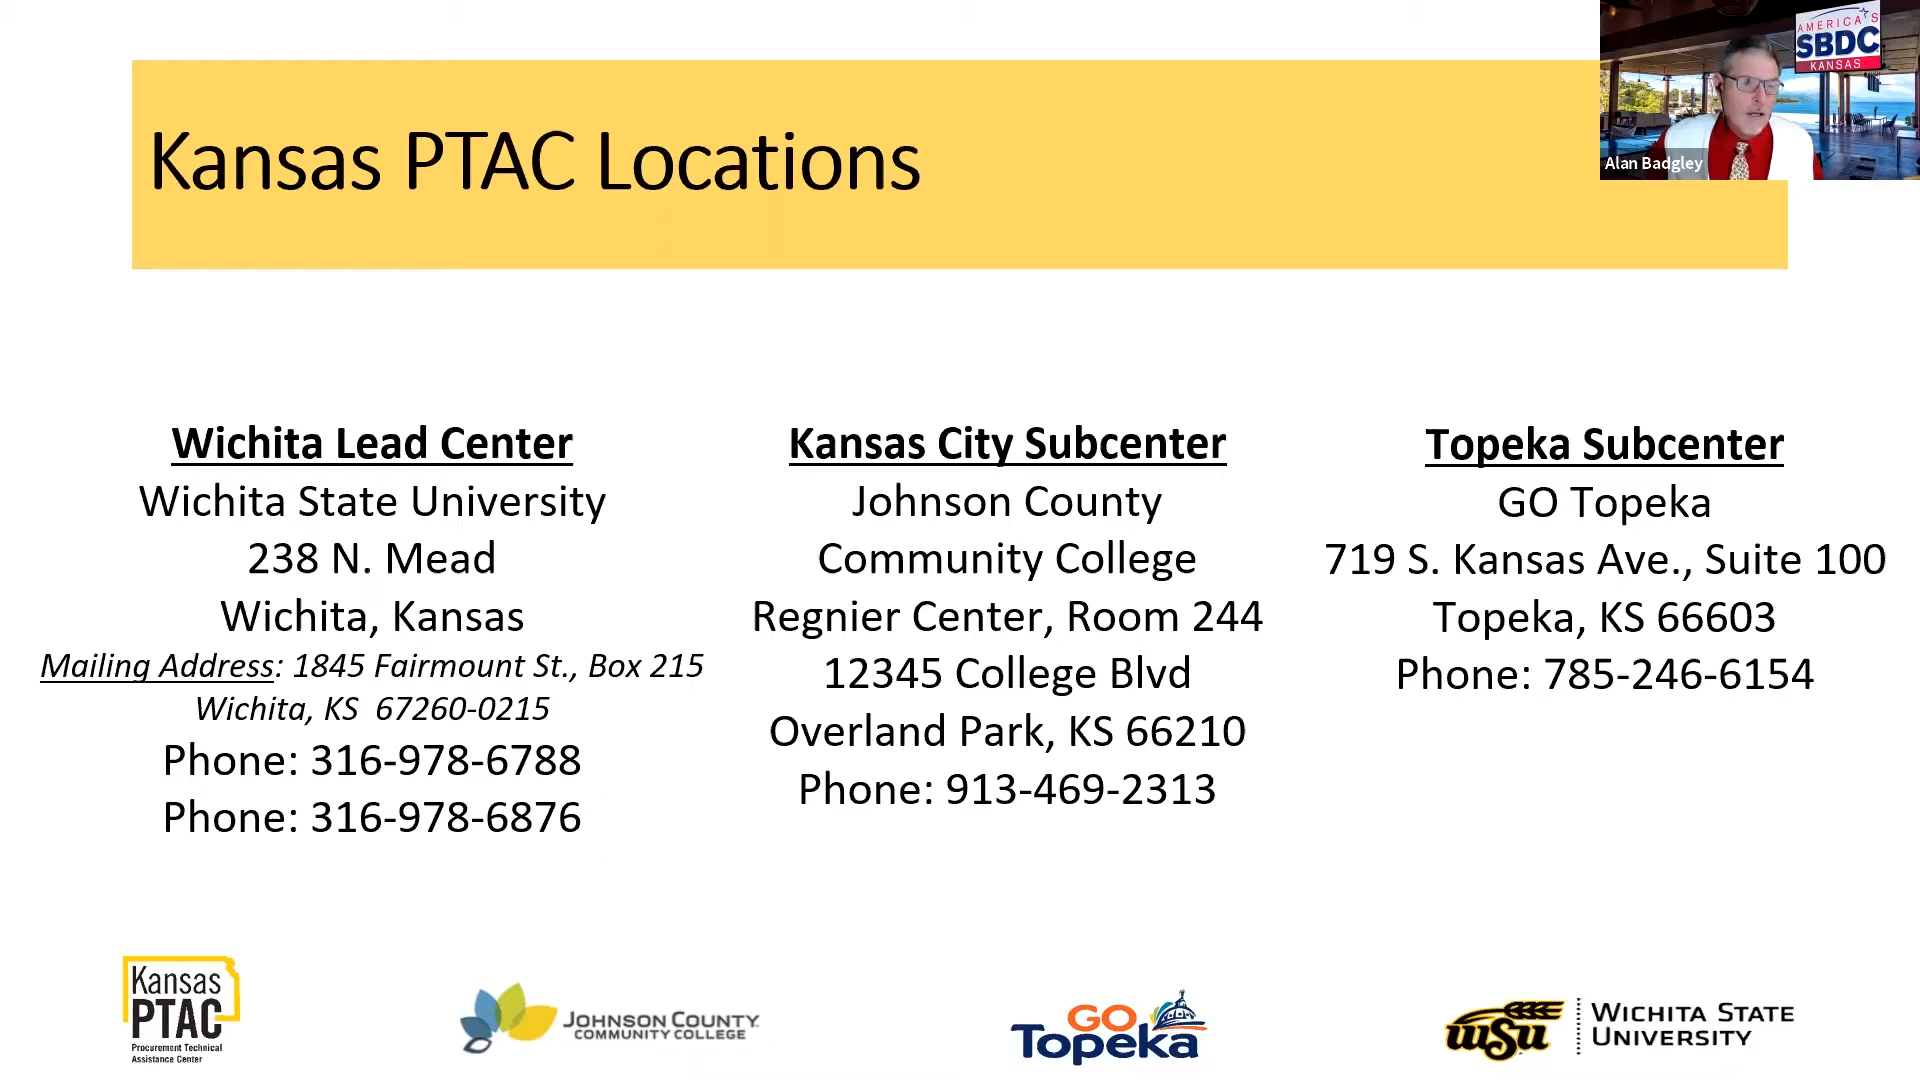 Kansas PTAC Locations
AMERICA'S
SBDC
KANSAS
Alan Badgley
Wichita Lead Center
Wichita State University
238 N. Mead
Wichita, Kansas
Mailing Address: 1845 Fairmount St., Box 215
Wichita, KS  67260-0215
Phone: 316-978-6788
Phone: 316-978-6876
Kansas City Subcenter
Johnson County
Community College
Regnier Center, Room 244
12345 College Blvd
Overland Park, KS 66210
Phone: 913-469-2313
Topeka Subcenter
GO Topeka
719 S. Kansas Ave., Suite 100
Topeka, KS 66603
Phone: 785-246-6154
Kansas
PTAC
Procurement Technical
Assistance Center
JOHNSON COUNTY
COMMUNITY COLLEGE
GO
Topeka
WSU
WICHITA STATE
UNIVERSITY